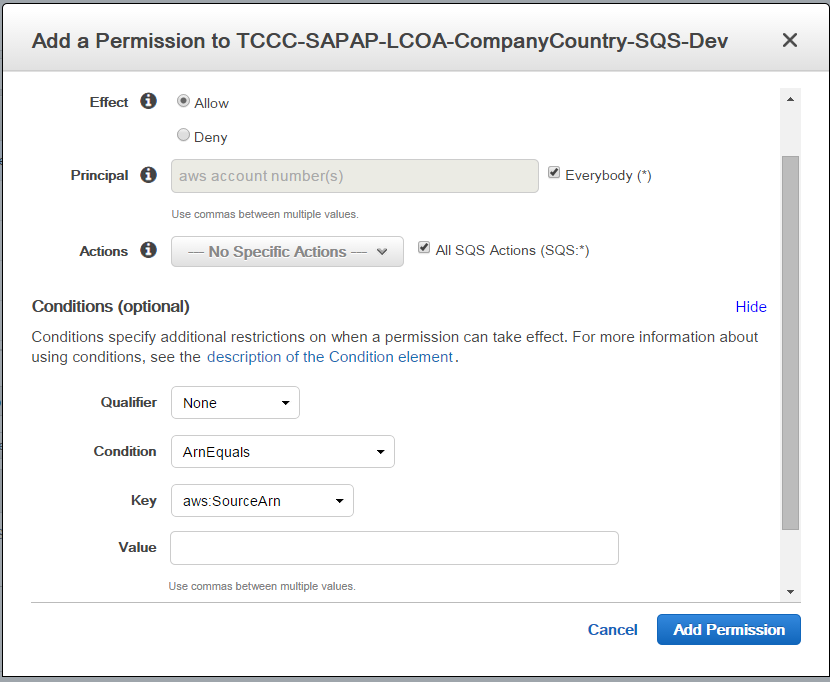 Add a Permission to TCCC-SAPAP-LCOA-CompanyCountry-SQS-Dev
Effect Allow
Deny
Principal aws account number(s) Everybody (*)
Use commas between multiple values.
Actions — No Specific Actions — All SQS Actions (SQS:*)
Conditions (optional) Hide
Conditions specify additional restrictions on when a permission can take effect. For more information about
using conditions, see the description of the Condition element.
Qualifier None
Condition ArnEquals
Key aws:SourceArn
Value
Use commas between multiple values.
Cancel Add Permission